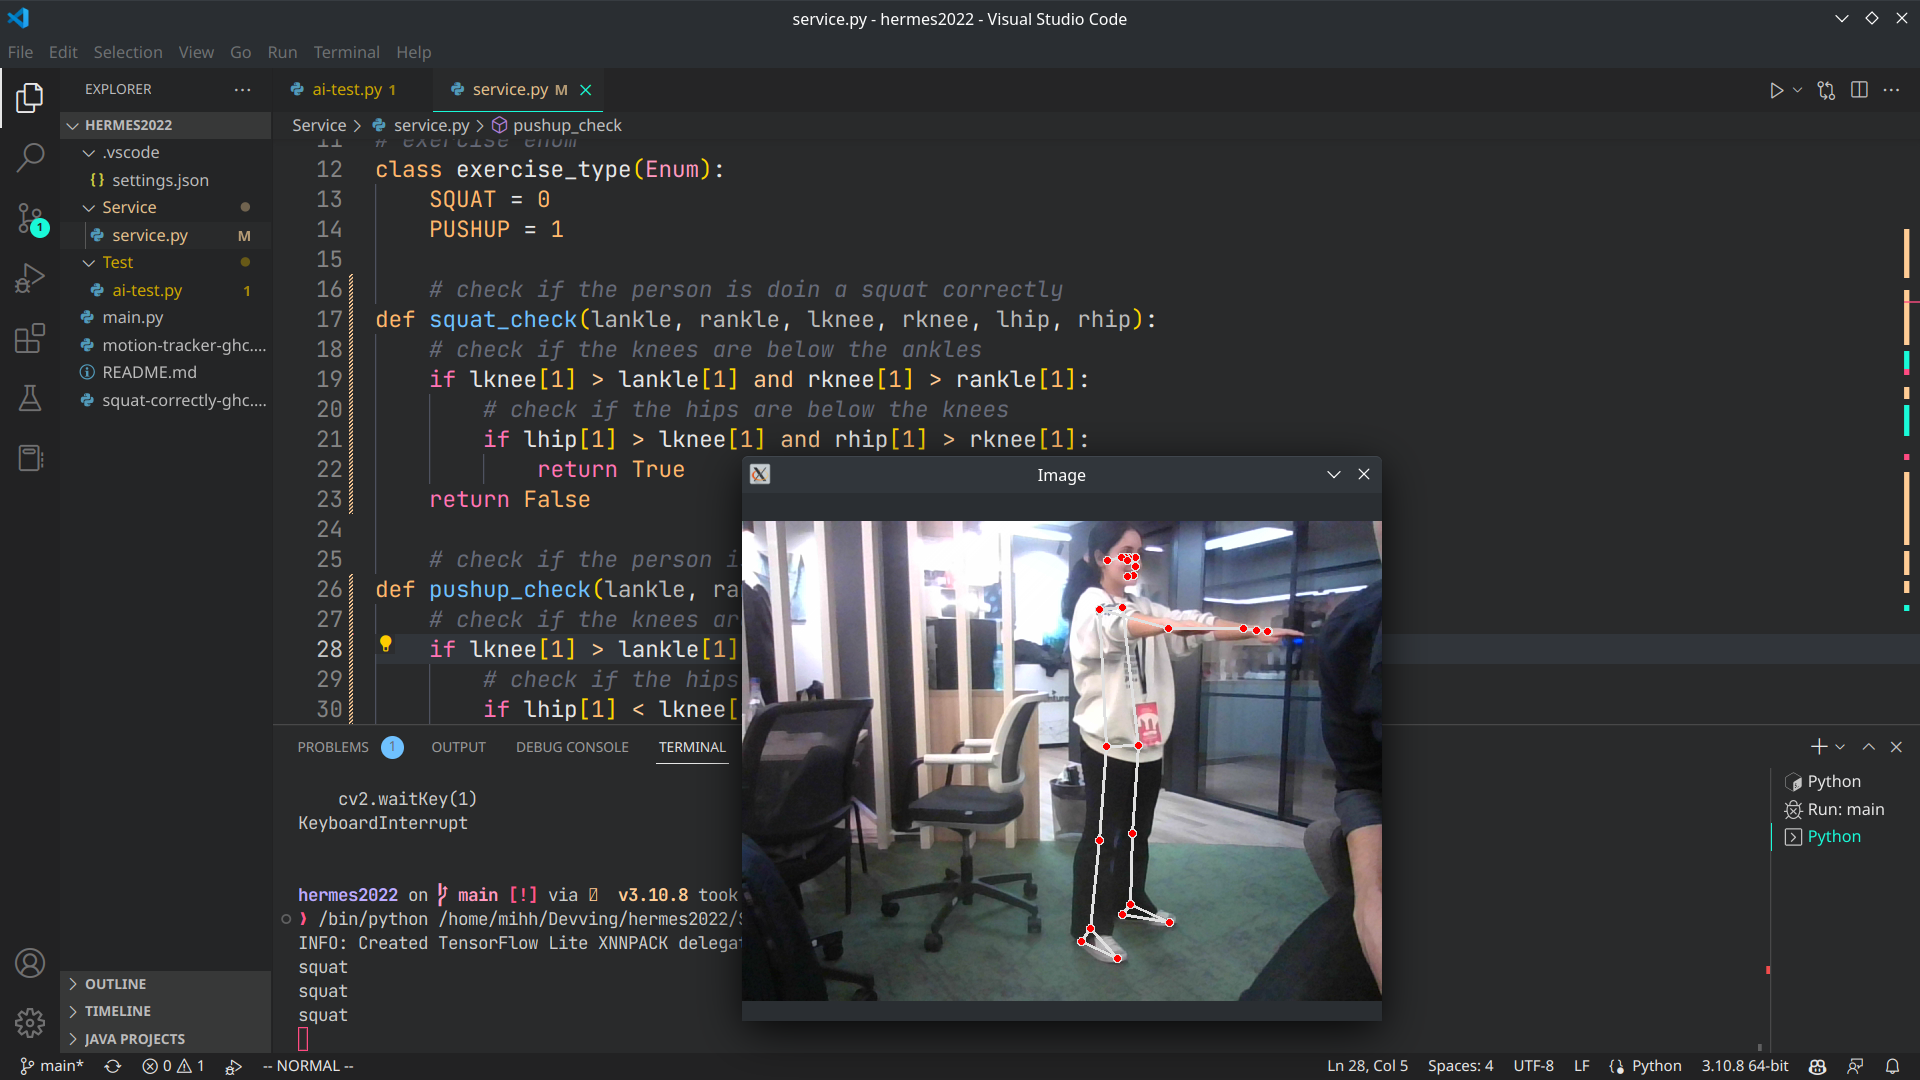 service.py - hermes2022 - Visual Studio Code
File Edit Selection View Go Run Terminal Help
EXPLORER
HERMES2022
.vscode
settings.json
Service
service.py M
Test
ai-test.py 1
main.py
motion-tracker-ghc....
README.md
squat-correctly-ghc....
OUTLINE
TIMELINE
JAVA PROJECTS
1
ai-test.py 1
service.py M
Service > service.py > pushup_check
11 # exercise enum
12 class exercise_type(Enum):
13 SQUAT = 0
14 PUSHUP = 1
15
16 # check if the person is doin a squat correctly
17 def squat_check(lankle, rankle, lknee, rknee, lhip, rhip):
18 # check if the knees are below the ankles
19 if lknee[1] > lankle[1] and rknee[1] > rankle[1]:
20 # check if the hips are below the knees
21 if lhip[1] > lknee[1] and rhip[1] > rknee[1]:
22 return True
23 return False
24
25 # check if the person i
26 def pushup_check(lankle, ra
27 # check if the knees ar
28 if lknee[1] > lankle[1]
29 # check if the hips
30 if lhip[1] < lknee[
Image
PROBLEMS 1 OUTPUT DEBUG CONSOLE TERMINAL
cv2.waitKey(1)
KeyboardInterrupt
hermes2022 on main [!] via v3.10.8 took
❯ /bin/python /home/mihh/Devving/hermes2022/S
INFO: Created TensorFlow Lite XNNPACK delegat
squat
squat
squat
Python
Run: main
Python
main* 0 1 -- NORMAL --
Ln 28, Col 5 Spaces: 4 UTF-8 LF Python 3.10.8 64-bit